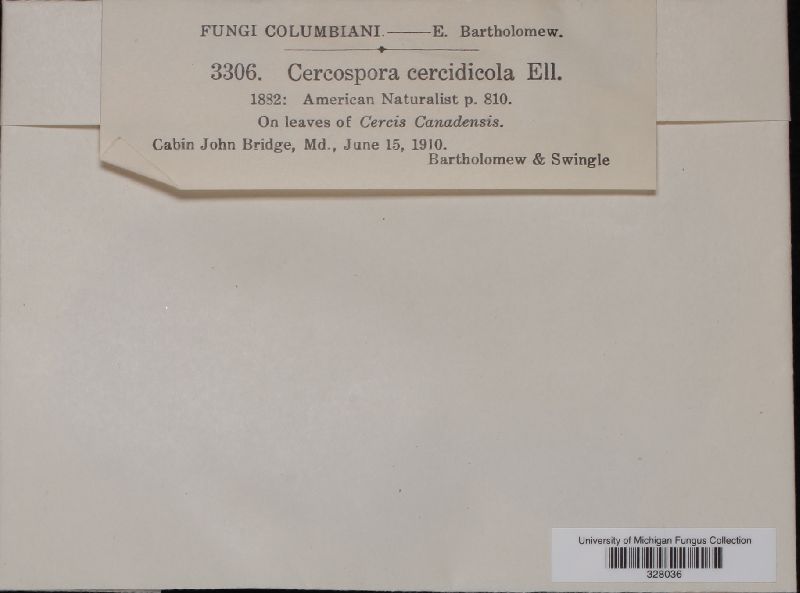 FUNGI COLUMBIANI.——E. Bartholomew.
3306. Cercospora cercidicola Ell.
1882: American Naturalist p. 810.
On leaves of Cercis Canadensis.
Cabin John Bridge, Md., June 15, 1910.
Bartholomew & Swingle
University of Michigan Fungus Collection
328036